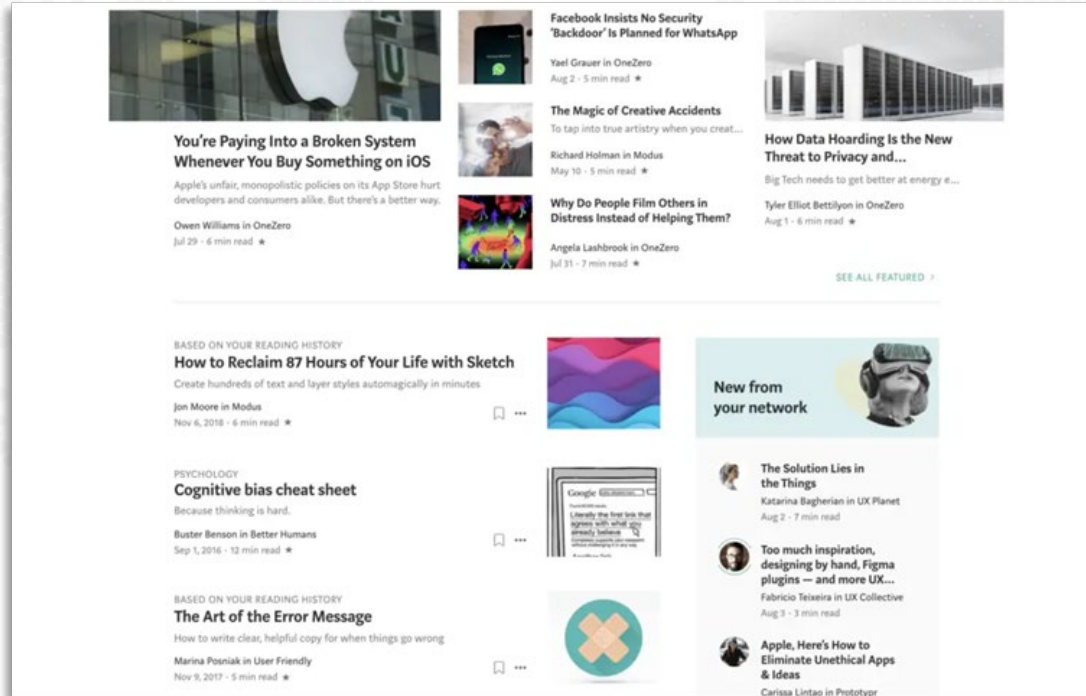 You're Paying Into a Broken System
Whenever You Buy Something on iOS
Apple's unfair, monopolistic policies on its App Store hurt
developers and consumers alike. But there's a better way.
Owen Williams in OneZero
Jul 29 · 6 min read ★
Facebook Insists No Security
'Backdoor' Is Planned for WhatsApp
Yael Grauer in OneZero
Aug 2 · 5 min read ★
The Magic of Creative Accidents
To tap into true artistry when you creat...
Richard Holman in Modus
May 10 · 5 min read ★
Why Do People Film Others in
Distress Instead of Helping Them?
Angela Lashbrook in OneZero
Jul 31 · 7 min read ★
How Data Hoarding Is the New
Threat to Privacy and...
Big Tech needs to get better at energy e...
Tyler Elliot Bettilyon in OneZero
Aug 1 · 6 min read ★
SEE ALL FEATURED >
BASED ON YOUR READING HISTORY
How to Reclaim 87 Hours of Your Life with Sketch
Create hundreds of text and layer styles automagically in minutes
Jon Moore in Modus
Nov 6, 2018 · 6 min read ★
PSYCHOLOGY
Cognitive bias cheat sheet
Because thinking is hard.
Buster Benson in Better Humans
Sep 1, 2016 · 12 min read ★
Google
Literally the first link that
agrees with what you
already believe
BASED ON YOUR READING HISTORY
The Art of the Error Message
How to write clear, helpful copy for when things go wrong
Marina Posniak in User Friendly
Nov 9, 2017 · 5 min read ★
New from
your network
The Solution Lies in
the Things
Katarina Bagherian in UX Planet
Aug 2 · 7 min read
Too much inspiration,
designing by hand, Figma
plugins — and more UX...
Fabricio Teixeira in UX Collective
Aug 3 · 3 min read
Apple, Here's How to
Eliminate Unethical Apps
& Ideas
Carissa Lintao in Prototypr